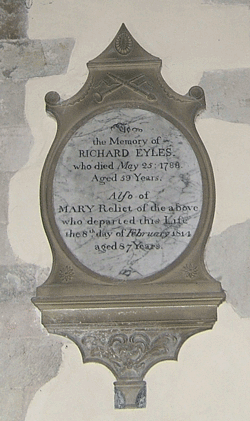 To
the Memory of
RICHARD EYLES.
who died May 25: 1788
Aged 59 Years.
Also of
MARY Relict of the above
who departed this Life
the 8th day of February 1814
aged 87 Years.